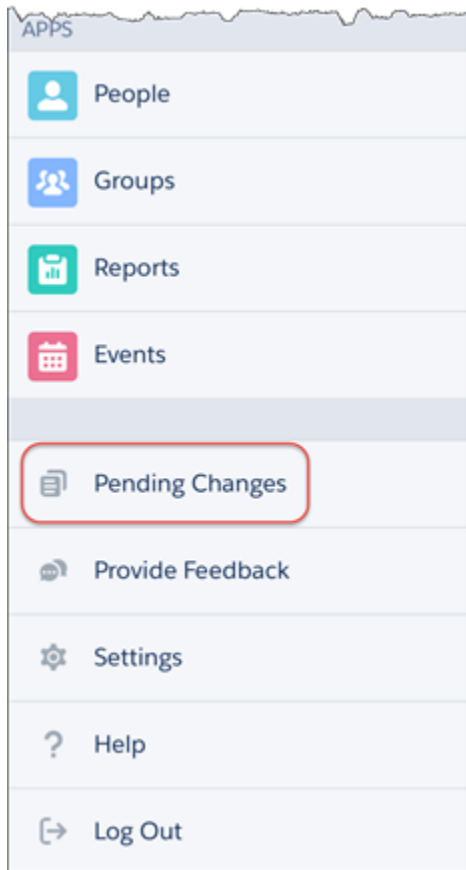 APPS
People
Groups
Reports
Events
Pending Changes
Provide Feedback
Settings
? Help
Log Out